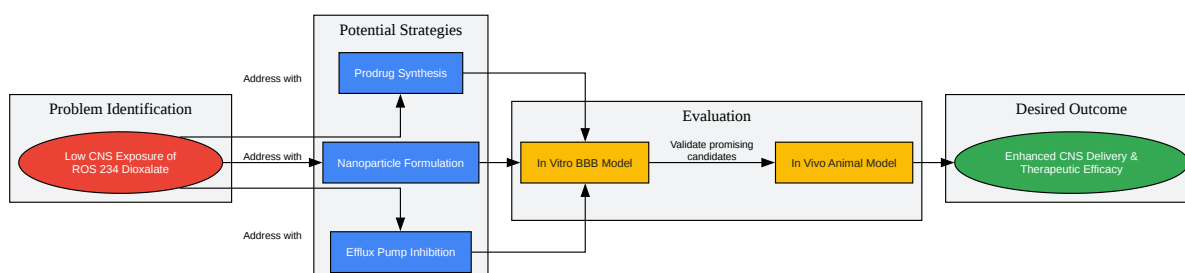 Potential Strategies
Address with
Prodrug Synthesis
Problem Identification
Low CNS Exposure of
ROS 234 Dioxalate
Address with
Nanoparticle Formulation
Address with
Efflux Pump Inhibition
Evaluation
In Vitro BBB Model
Validate promising
candidates
In Vivo Animal Model
Desired Outcome
Enhanced CNS Delivery &
Therapeutic Efficacy